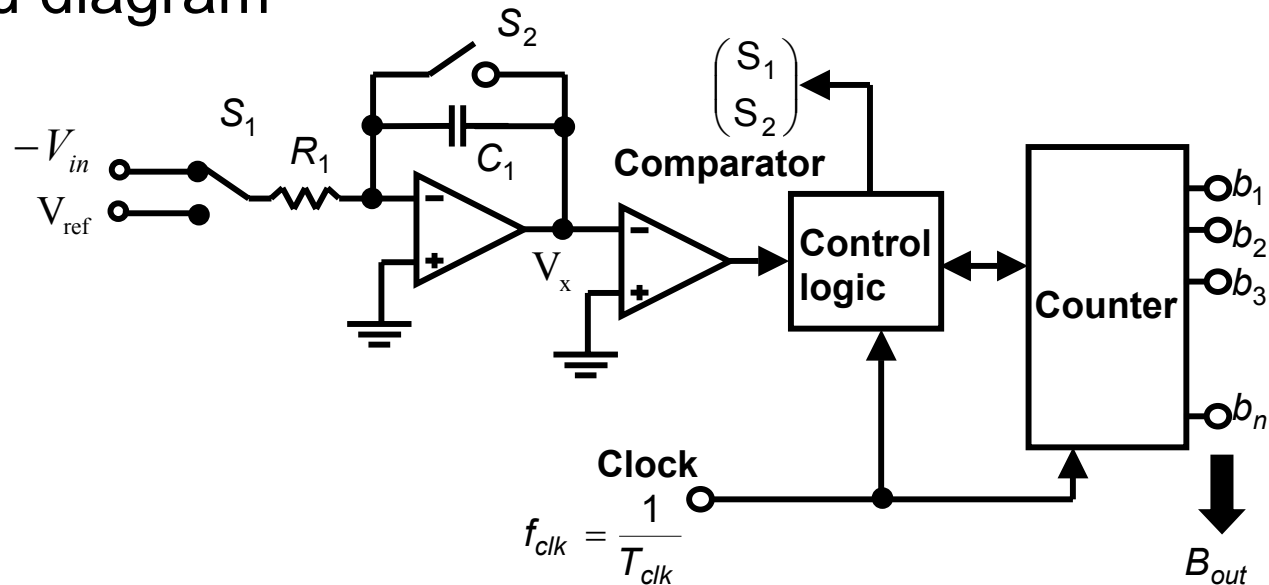 diagram
S2
S1
S2
S1
−Vin
R1
C1
Comparator
Vref
−
+
Vx
−
+
Control
logic
Counter
b1
b2
b3
bn
Clock
fclk = 1/Tclk
Bout